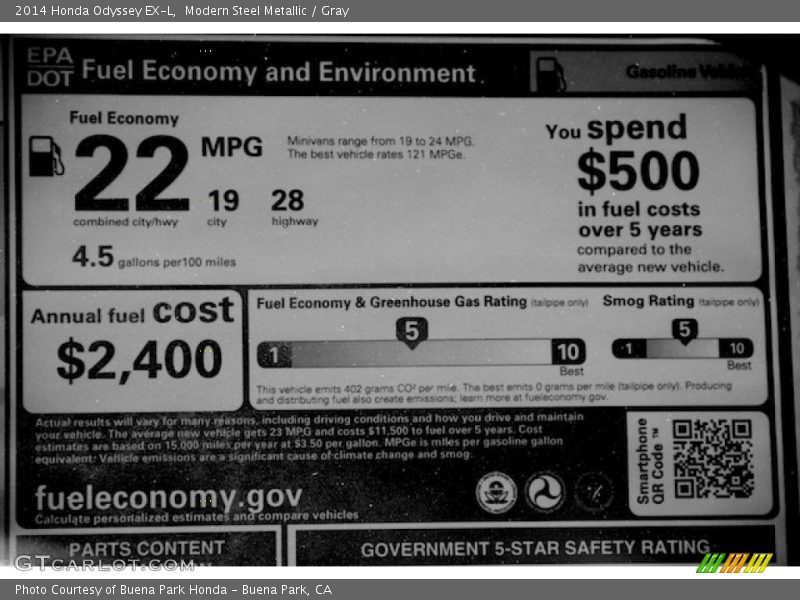 2014 Honda Odyssey EX-L, Modern Steel Metallic / Gray
EPA
DOT
Fuel Economy and Environment
Gasoline Vehicle
Fuel Economy
22 MPG
Minivans range from 19 to 24 MPG.
The best vehicle rates 121 MPGe.
19 28
combined city/hwy city highway
4.5 gallons per100 miles
You spend
$500
in fuel costs
over 5 years
compared to the
average new vehicle.
Annual fuel cost
$2,400
Fuel Economy & Greenhouse Gas Rating (tailpipe only)
5
1 10
Best
Smog Rating (tailpipe only)
5
1 10
Best
This vehicle emits 402 grams CO² per mile. The best emits 0 grams per mile (tailpipe only). Producing
and distributing fuel also create emissions; learn more at fueleconomy.gov.
Actual results will vary for many reasons, including driving conditions and how you drive and maintain
your vehicle. The average new vehicle gets 23 MPG and costs $11,500 to fuel over 5 years. Cost
estimates are based on 15,000 miles per year at $3.50 per gallon. MPGe is miles per gasoline gallon
equivalent. Vehicle emissions are a significant cause of climate change and smog.
fueleconomy.gov
Calculate personalized estimates and compare vehicles
Smartphone
QR Code ™
PARTS CONTENT
GOVERNMENT 5-STAR SAFETY RATING
GTCARLOT.COM
Photo Courtesy of Buena Park Honda - Buena Park, CA